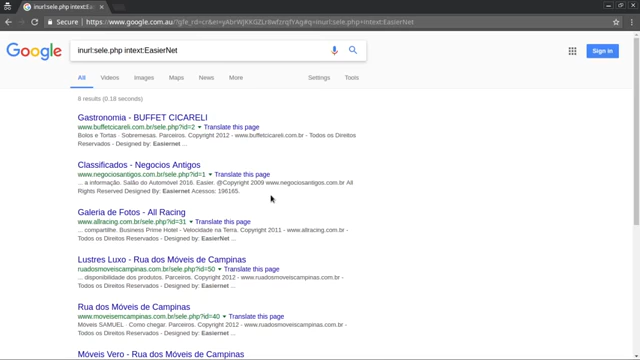 inurl:sele.php intext:EasierNet
Secure https://www.google.com.au/?gfe_rd=cr&ei=yAbrWJKKGZLr8wfzrqfYAg#q=inurl:sele.php+intext:EasierNet
Google inurl:sele.php intext:EasierNet Sign in
All Videos Images Maps News More Settings Tools
8 results (0.18 seconds)
Gastronomia - BUFFET CICARELI
www.buffetcicareli.com.br/sele.php?id=2 Translate this page
Bolos e Tortas · Sobremesas. Parceiros. Copyright 2012 - www.buffetcicareli.com.br - Todos os Direitos
Reservados - Designed by: Easiernet ...
Classificados - Negocios Antigos
www.negociosantigos.com.br/sele.php?id=1 Translate this page
... a informação. Salão do Automóvel 2016. Easier. @Copyright 2009 www.negociosantigos.com.br All
Rights Reserved Designed By: Easiernet Acessos: 196165.
Galeria de Fotos - All Racing
www.allracing.com.br/sele.php?id=31 Translate this page
... compartilhe. Business Prime Hotel - Velocidade na Terra. Copyright 2011 - www.allracing.com.br -
Todos os Direitos Reservados - Designed by: EasierNet ...
Lustres Luxo - Rua dos Móveis de Campinas
ruadosmoveiscampinas.com.br/sele.php?id=50 Translate this page
... disponibilidade dos produtos. Parceiros. Copyright 2012 - www.ruadosmoveiscampinas.com.br -
Todos os Direitos Reservados - Designed by: Easiernet ...
Rua dos Móveis de Campinas
www.moveisemcampinas.com.br/sele.php?id=40 Translate this page
Móveis SAMUEL · Como chegar. Parceiros. Copyright 2012 - www.ruadosmoveiscampinas.com.br -
Todos os Direitos Reservados - Designed by: Easiernet ...
Móveis Vero - Rua dos Móveis de Campinas